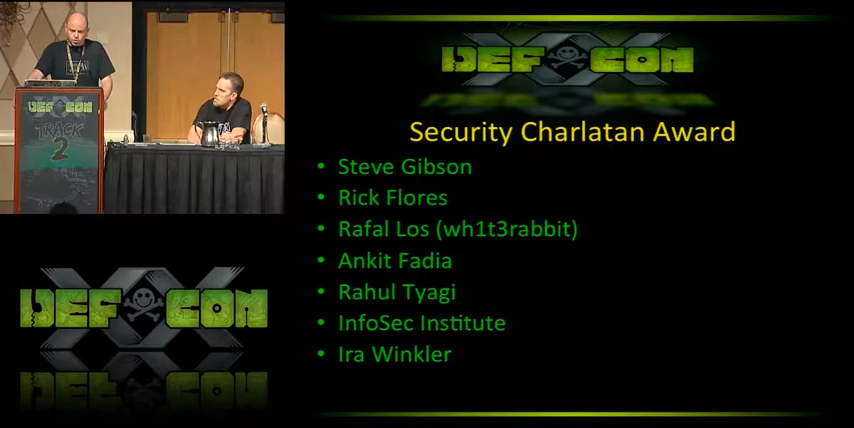 DEF CON
TRACK
2
DEF CON
Security Charlatan Award
• Steve Gibson
• Rick Flores
• Rafal Los (wh1t3rabbit)
• Ankit Fadia
• Rahul Tyagi
• InfoSec Institute
• Ira Winkler
DEF CON